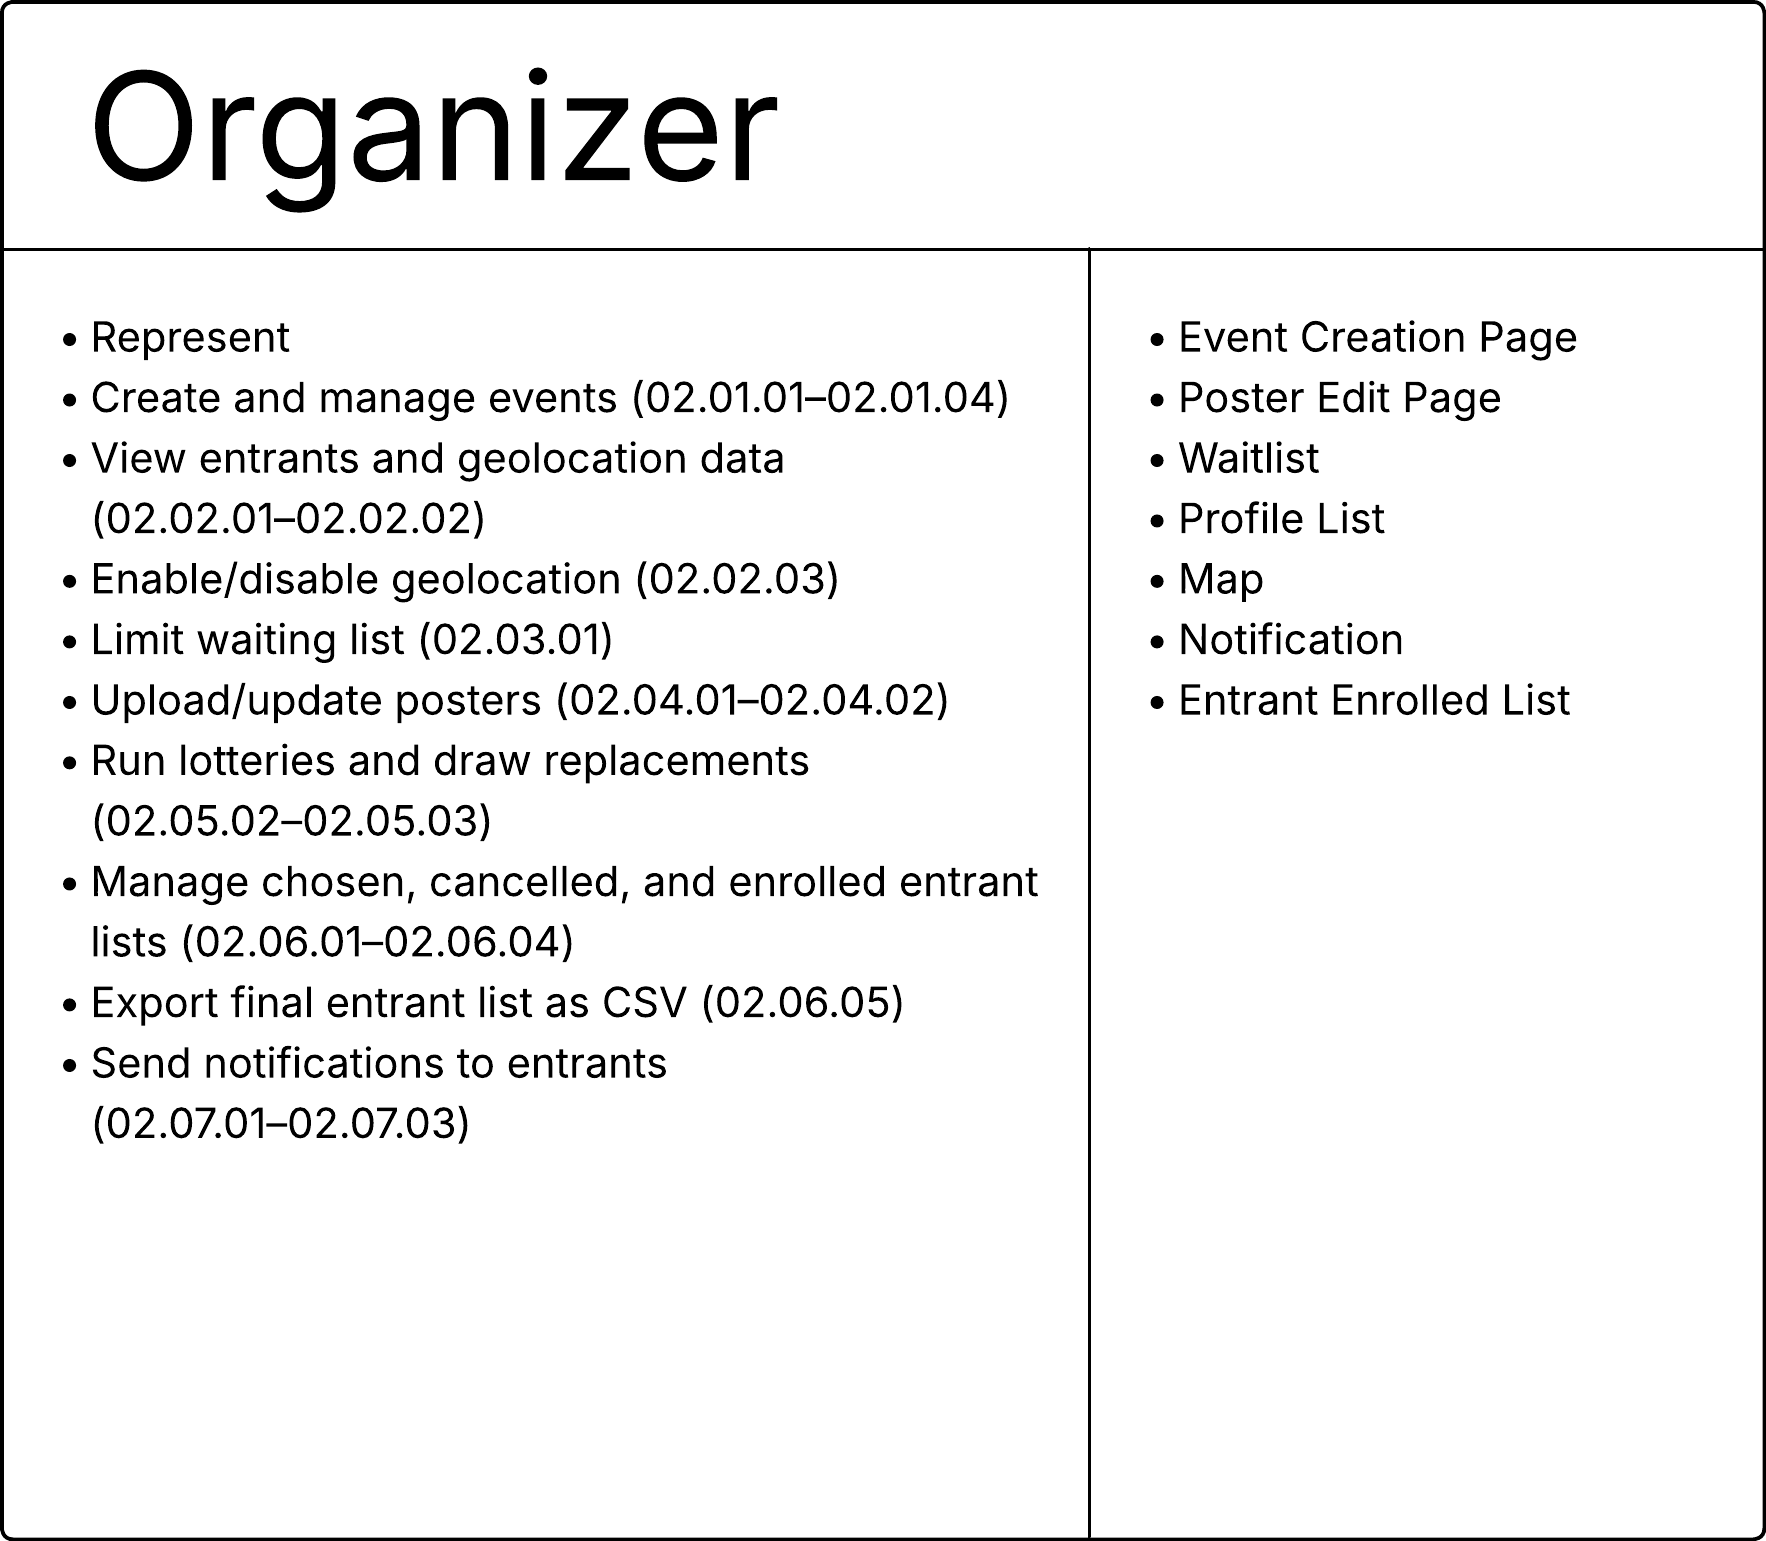 Organizer
• Represent
• Create and manage events (02.01.01–02.01.04)
• View entrants and geolocation data
(02.02.01–02.02.02)
• Enable/disable geolocation (02.02.03)
• Limit waiting list (02.03.01)
• Upload/update posters (02.04.01–02.04.02)
• Run lotteries and draw replacements
(02.05.02–02.05.03)
• Manage chosen, cancelled, and enrolled entrant
lists (02.06.01–02.06.04)
• Export final entrant list as CSV (02.06.05)
• Send notifications to entrants
(02.07.01–02.07.03)
• Event Creation Page
• Poster Edit Page
• Waitlist
• Profile List
• Map
• Notification
• Entrant Enrolled List